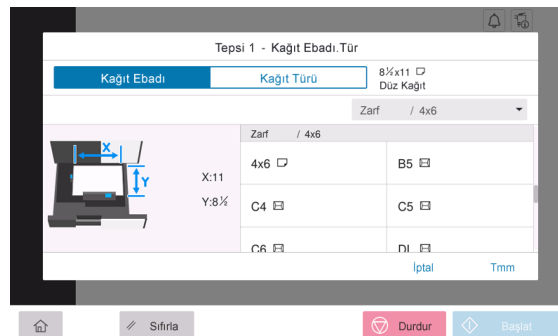 Tepsi 1 - Kağıt Ebadı.Tür
Kağıt Ebadı
Kağıt Türü
8½x11
Düz Kağıt
Zarf / 4x6
X
Y
X:11
Y:8½
Zarf / 4x6
4x6
B5
C4
C5
C6
DL
İptal
Tmm
Sıfırla
Durdur
Başlat